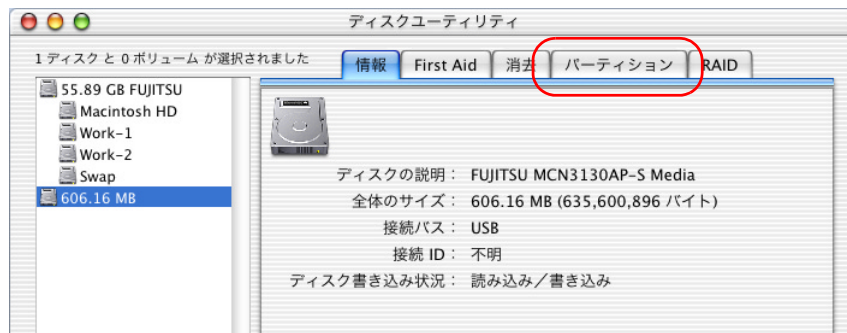 ディスクユーティリティ
1 ディスク と 0 ボリューム が選択されました
情報 First Aid 消去 パーティション RAID
55.89 GB FUJITSU
Macintosh HD
Work-1
Work-2
Swap
606.16 MB
ディスクの説明： FUJITSU MCN3130AP-S Media
全体のサイズ： 606.16 MB (635,600,896 バイト)
接続バス： USB
接続 ID： 不明
ディスク書き込み状況： 読み込み／書き込み